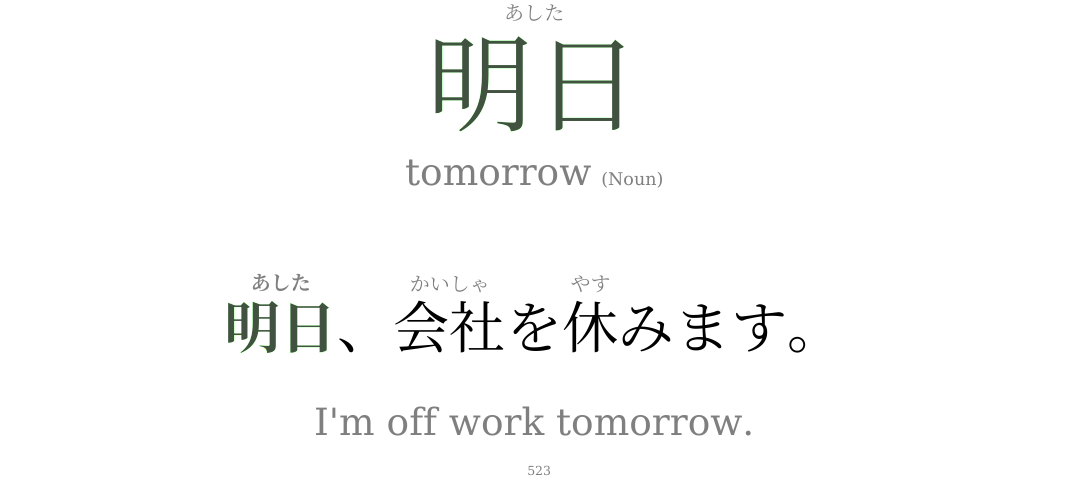 あした
明日
tomorrow (Noun)
あした かいしゃ やす
明日、会社を休みます。
I'm off work tomorrow.
523